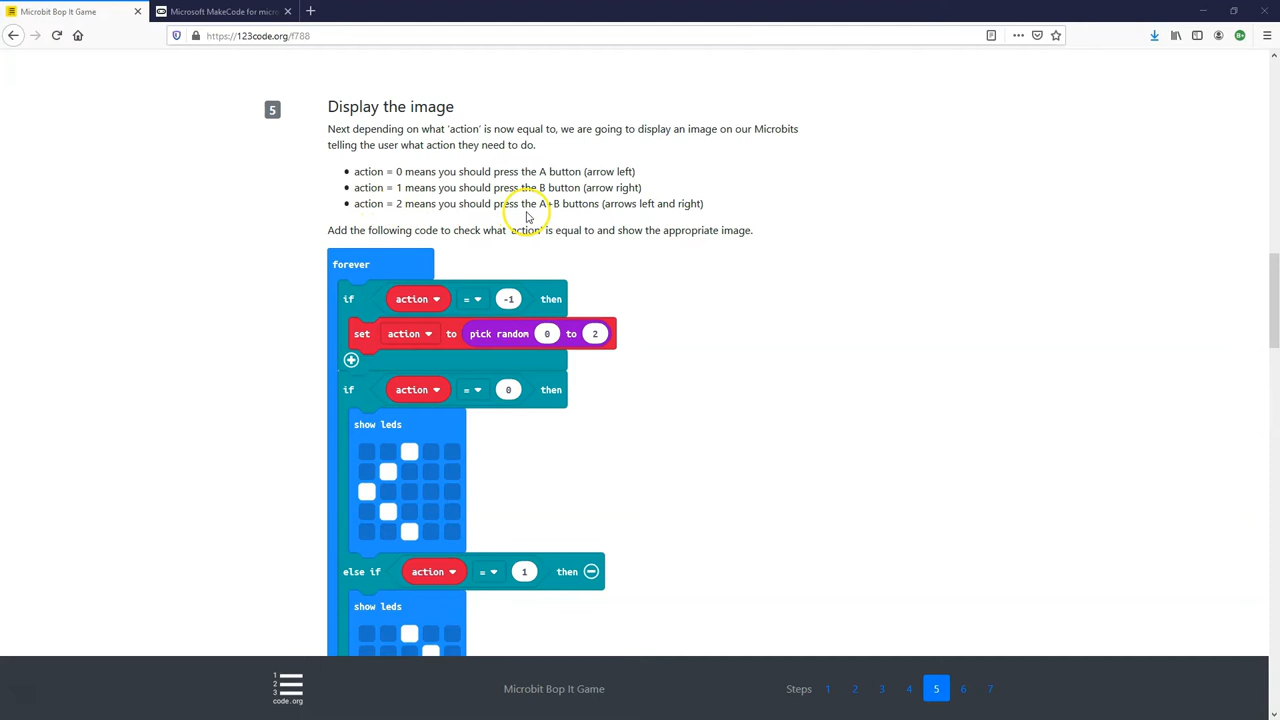 Microbit Bop It Game
Microsoft MakeCode for micro
https://123code.org/f788
5
Display the image
Next depending on what 'action' is now equal to, we are going to display an image on our Microbits
telling the user what action they need to do.
action = 0 means you should press the A button (arrow left)
action = 1 means you should press the B button (arrow right)
action = 2 means you should press the A+B buttons (arrows left and right)
Add the following code to check what 'action' is equal to and show the appropriate image.
forever
if action = -1 then
set action to pick random 0 to 2
if action = 0 then
show leds
else if action = 1 then
show leds
1
2
3
code.org
Microbit Bop It Game
Steps 1 2 3 4 5 6 7